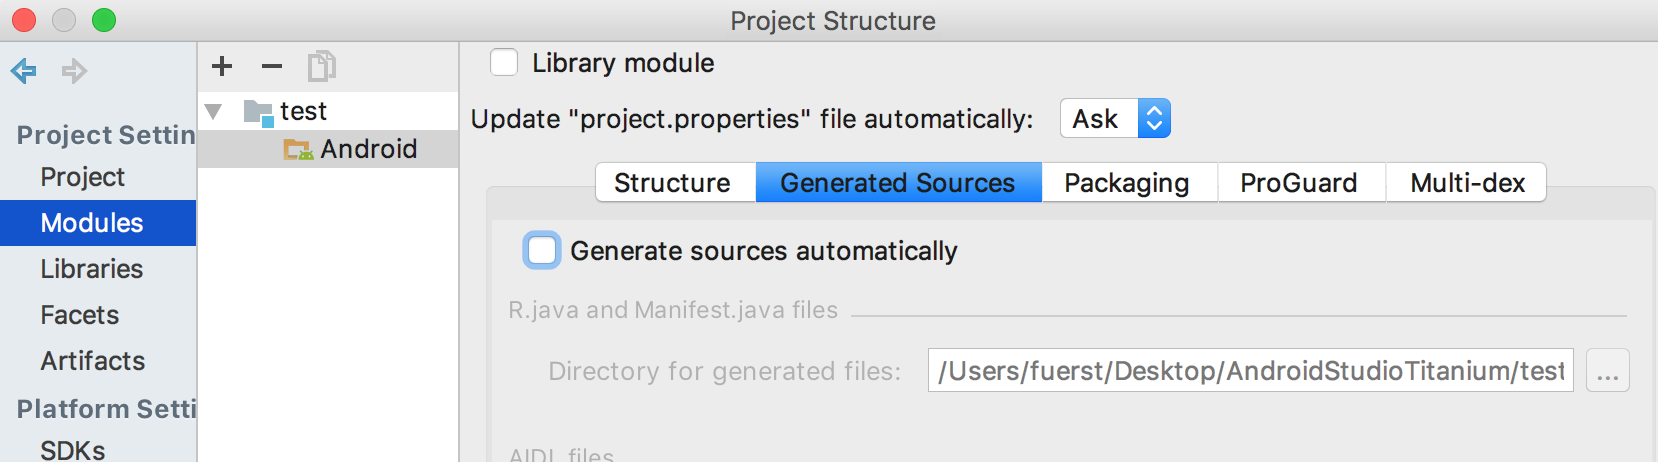 Project Structure
Project Settin
Project
Modules
Libraries
Facets
Artifacts
Platform Setti
SDKs
test
Android
Library module
Update "project.properties" file automatically: Ask
Structure Generated Sources Packaging ProGuard Multi-dex
Generate sources automatically
R.java and Manifest.java files
Directory for generated files: /Users/fuerst/Desktop/AndroidStudioTitanium/test ...
AIDL files